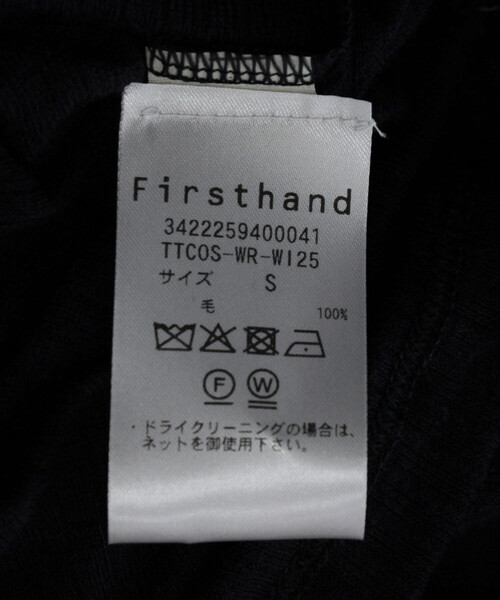 Firsthand
3422259400041
TTCOS-WR-WI25
サイズ S
毛 100%
F W
・ドライクリーニングの場合は、
ネットを御使用下さい。